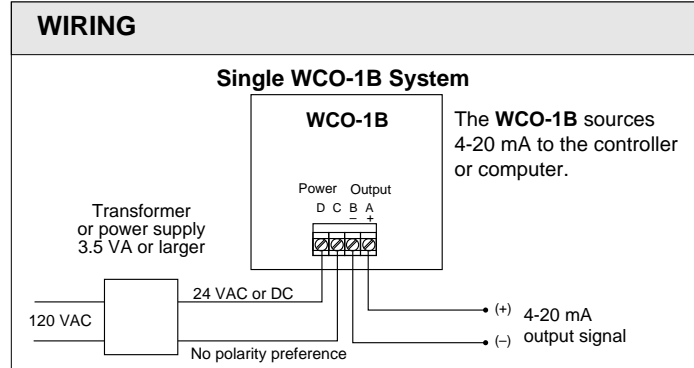 WIRING
Single WCO-1B System
WCO-1B
The WCO-1B sources
4-20 mA to the controller
or computer.
Power Output
D C B A
– +
Transformer
or power supply
3.5 VA or larger
24 VAC or DC
120 VAC
No polarity preference
(+)
(–)
4-20 mA
output signal